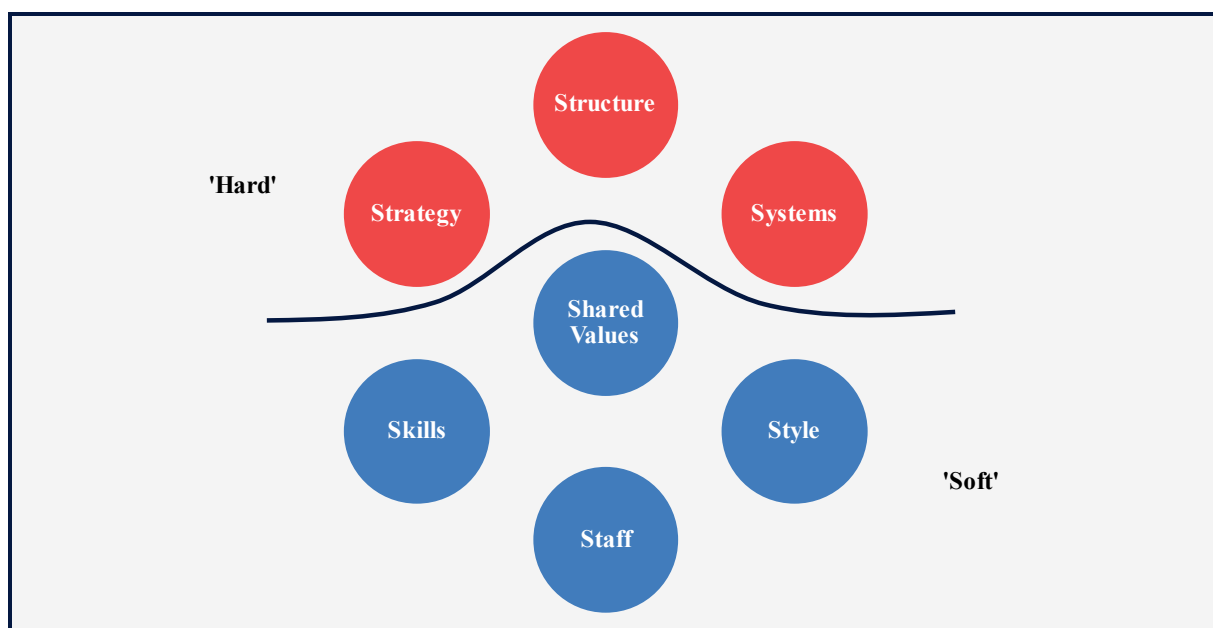 Structure
'Hard'
Strategy
Systems
Shared
Values
Skills
Style
'Soft'
Staff